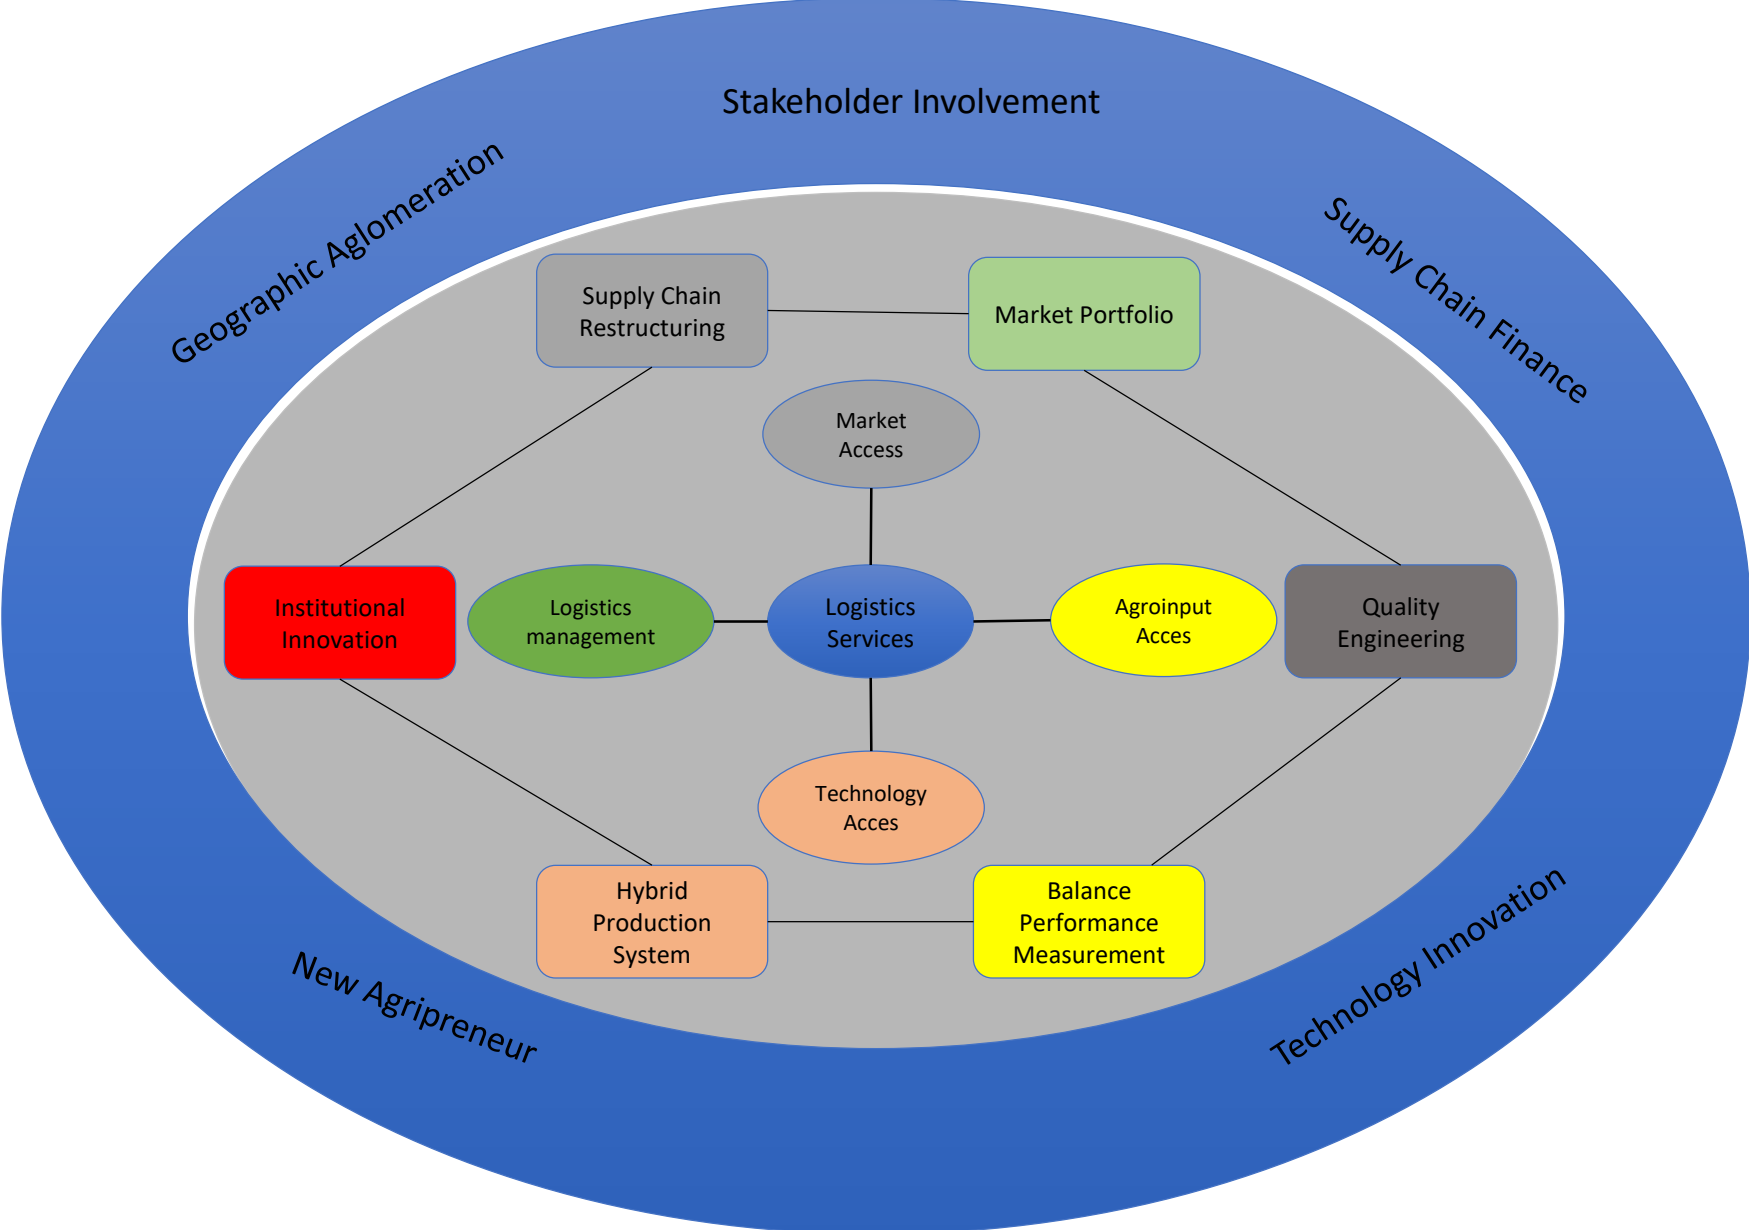 Stakeholder Involvement
Geographic Aglomeration
Supply Chain Finance
Supply Chain
Restructuring
Market Portfolio
Market
Access
Institutional
Innovation
Logistics
management
Logistics
Services
Agroinput
Acces
Quality
Engineering
Technology
Acces
Hybrid
Production
System
Balance
Performance
Measurement
New Agripreneur
Technology Innovation